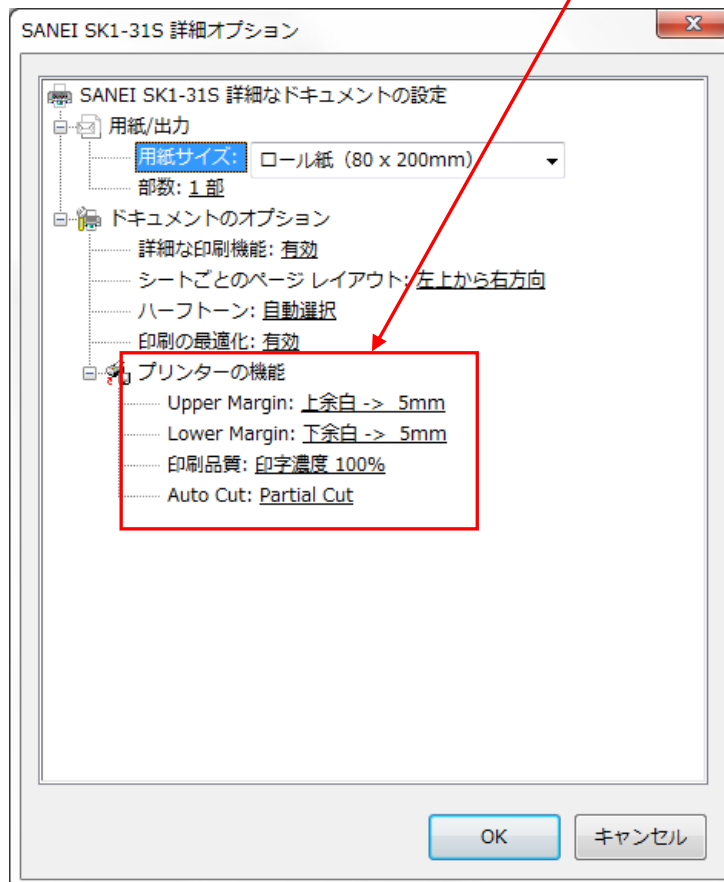 SANEI SK1-31S 詳細オプション
SANEI SK1-31S 詳細なドキュメントの設定
用紙/出力
用紙サイズ: ロール紙（80 x 200mm）
部数: 1 部
ドキュメントのオプション
詳細な印刷機能: 有効
シートごとのページ レイアウト: 左上から右方向
ハーフトーン: 自動選択
印刷の最適化: 有効
プリンターの機能
Upper Margin: 上余白 -> 5mm
Lower Margin: 下余白 -> 5mm
印刷品質: 印字濃度 100%
Auto Cut: Partial Cut
OK キャンセル